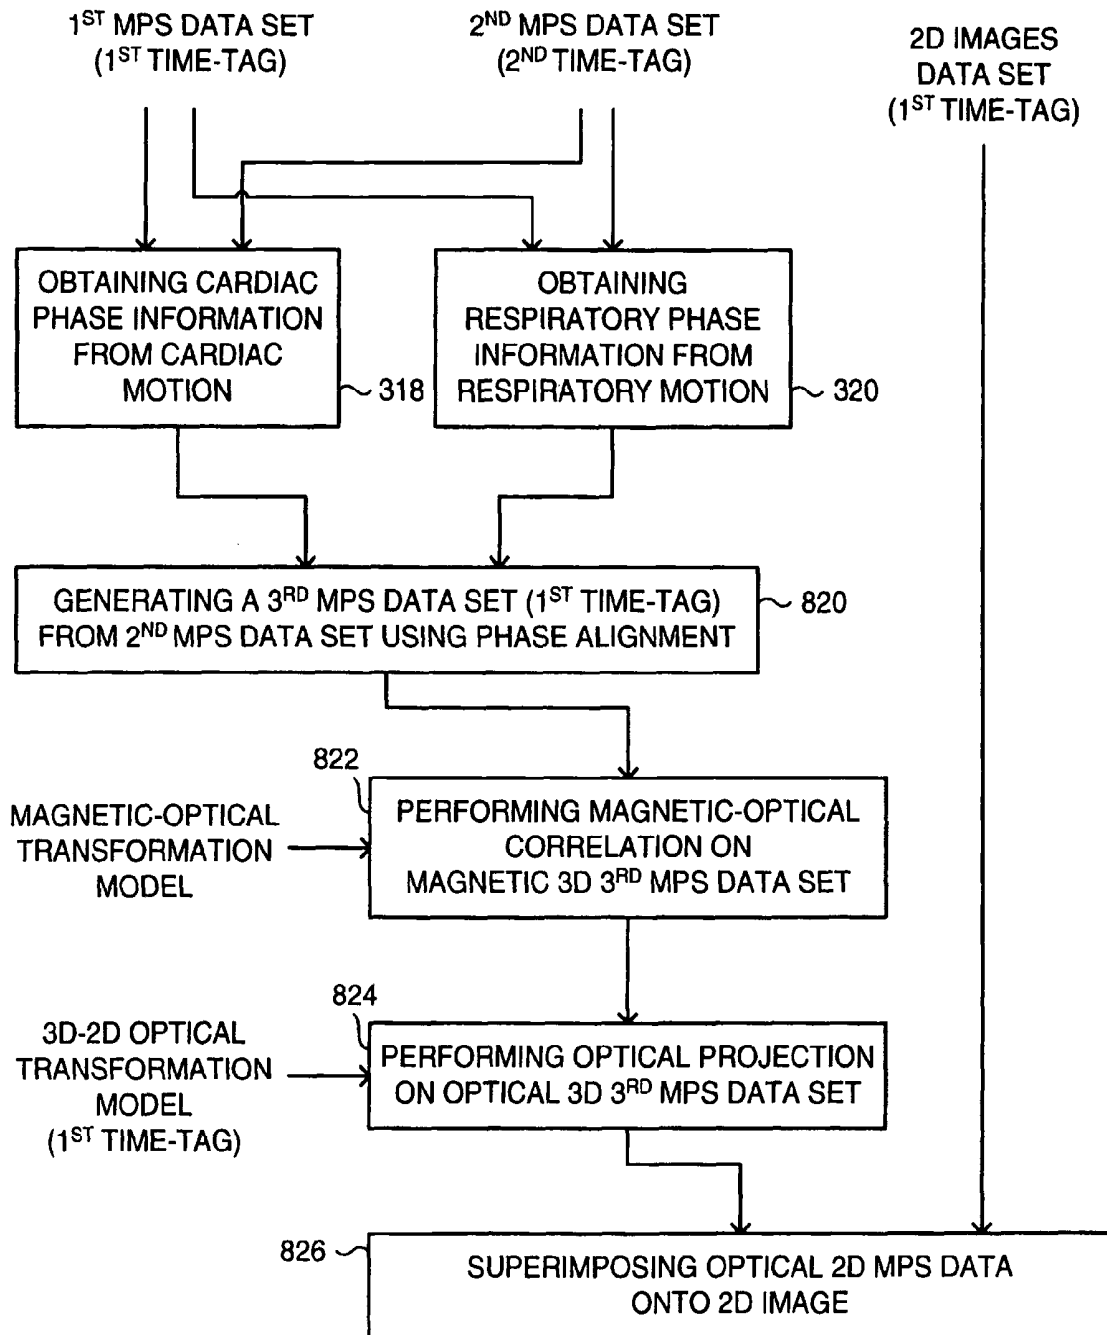 1ST MPS DATA SET
(1ST TIME-TAG)
2ND MPS DATA SET
(2ND TIME-TAG)
2D IMAGES
DATA SET
(1ST TIME-TAG)
OBTAINING CARDIAC
PHASE INFORMATION
FROM CARDIAC
MOTION
318
OBTAINING
RESPIRATORY PHASE
INFORMATION FROM
RESPIRATORY MOTION
320
GENERATING A 3RD MPS DATA SET (1ST TIME-TAG)
FROM 2ND MPS DATA SET USING PHASE ALIGNMENT
820
822
MAGNETIC-OPTICAL
TRANSFORMATION
MODEL
PERFORMING MAGNETIC-OPTICAL
CORRELATION ON
MAGNETIC 3D 3RD MPS DATA SET
824
3D-2D OPTICAL
TRANSFORMATION
MODEL
(1ST TIME-TAG)
PERFORMING OPTICAL PROJECTION
ON OPTICAL 3D 3RD MPS DATA SET
826
SUPERIMPOSING OPTICAL 2D MPS DATA
ONTO 2D IMAGE